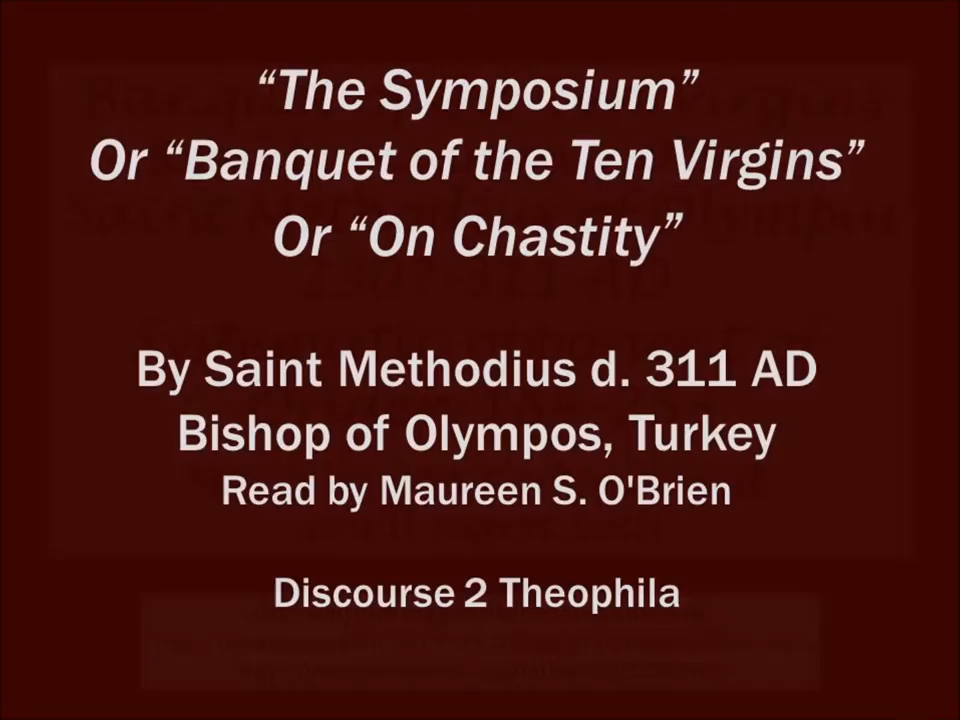 “The Symposium”
Or “Banquet of the Ten Virgins”
Or “On Chastity”
By Saint Methodius d. 311 AD
Bishop of Olympos, Turkey
Read by Maureen S. O'Brien
Discourse 2 Theophila